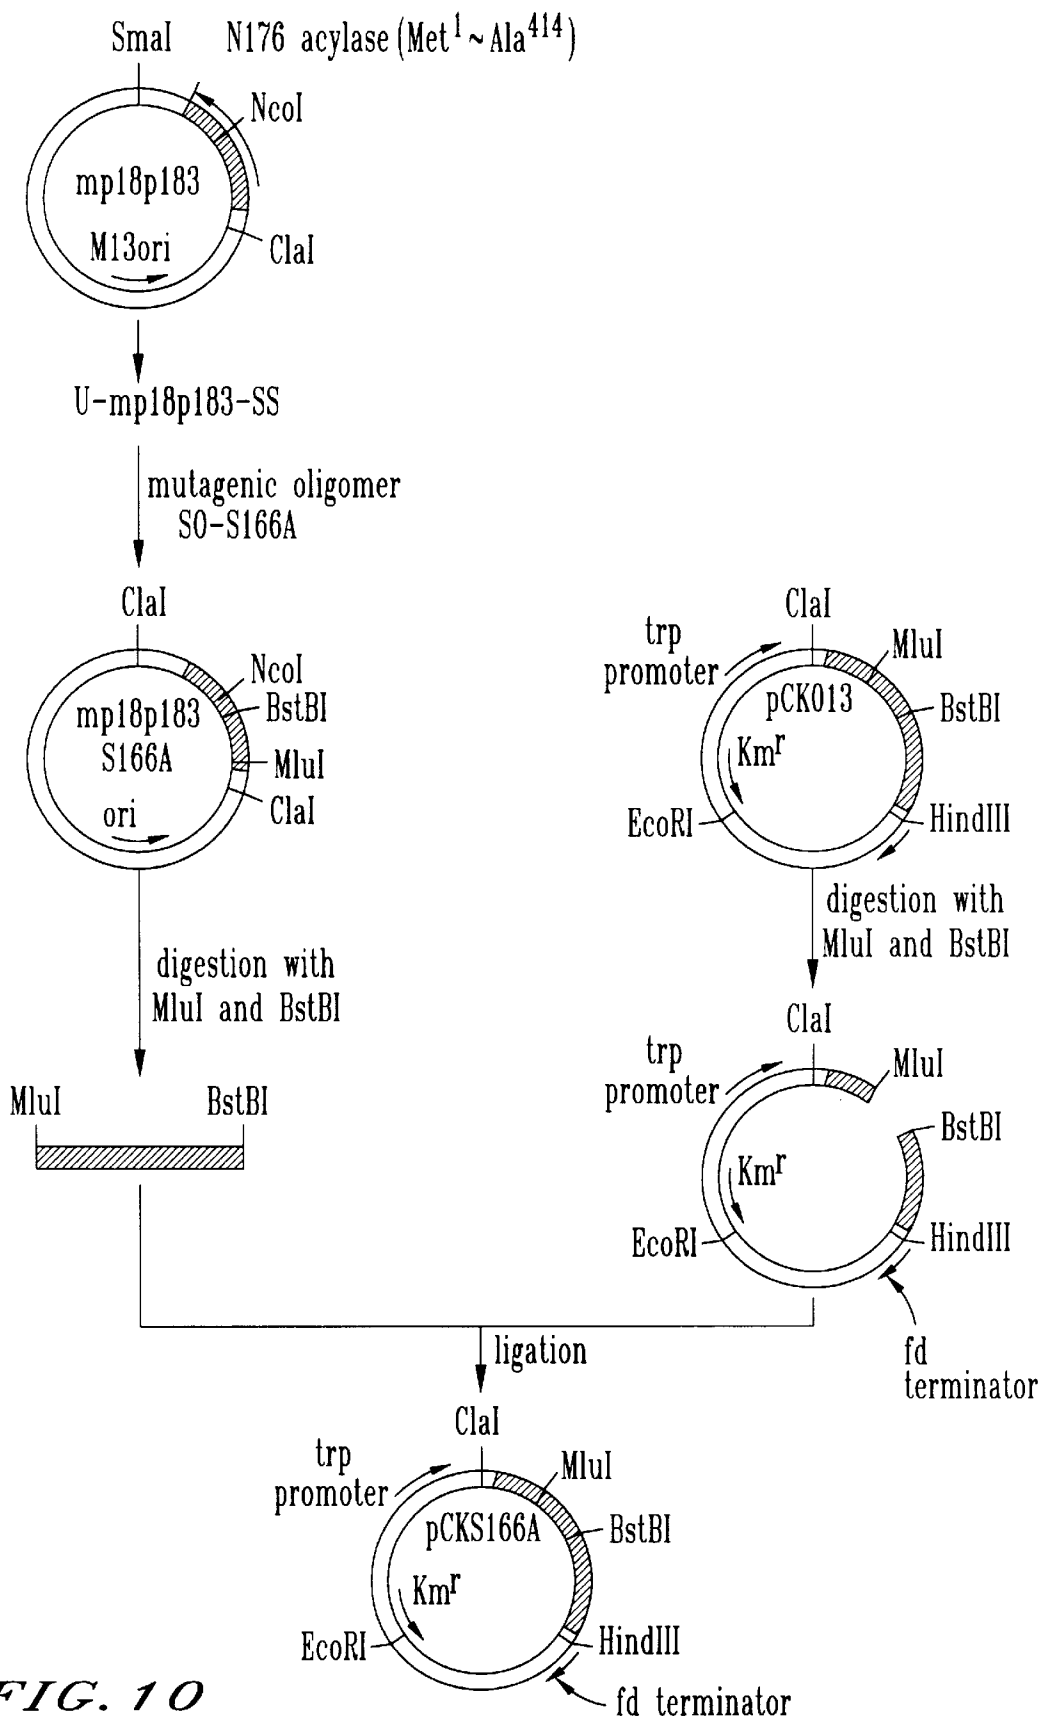 SmaI N176 acylase (Met¹~Ala⁴¹⁴)
NcoI
mp18p183
M13ori
ClaI
U-mp18p183-SS
mutagenic oligomer
SO-S166A
ClaI
NcoI
BstBI
mp18p183
S166A
MluI
ori
ClaI
digestion with
MluI and BstBI
MluI BstBI
ClaI
trp
promoter
MluI
pCK013
BstBI
Kmʳ
EcoRI
HindIII
digestion with
MluI and BstBI
ClaI
trp
promoter
MluI
BstBI
Kmʳ
EcoRI
HindIII
fd
terminator
ligation
ClaI
trp
promoter
MluI
pCKS166A
BstBI
Kmʳ
EcoRI
HindIII
fd terminator
FIG. 10